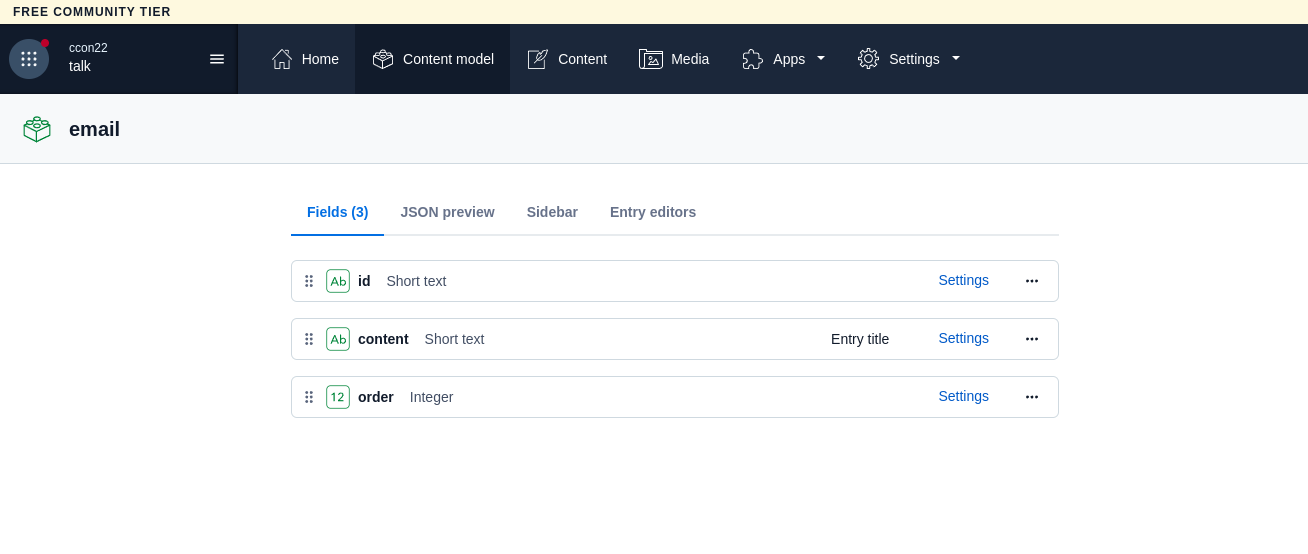 FREE COMMUNITY TIER
ccon22
talk
Home Content model Content Media Apps Settings
email
Fields (3) JSON preview Sidebar Entry editors
Ab id Short text Settings
Ab content Short text Entry title Settings
12 order Integer Settings